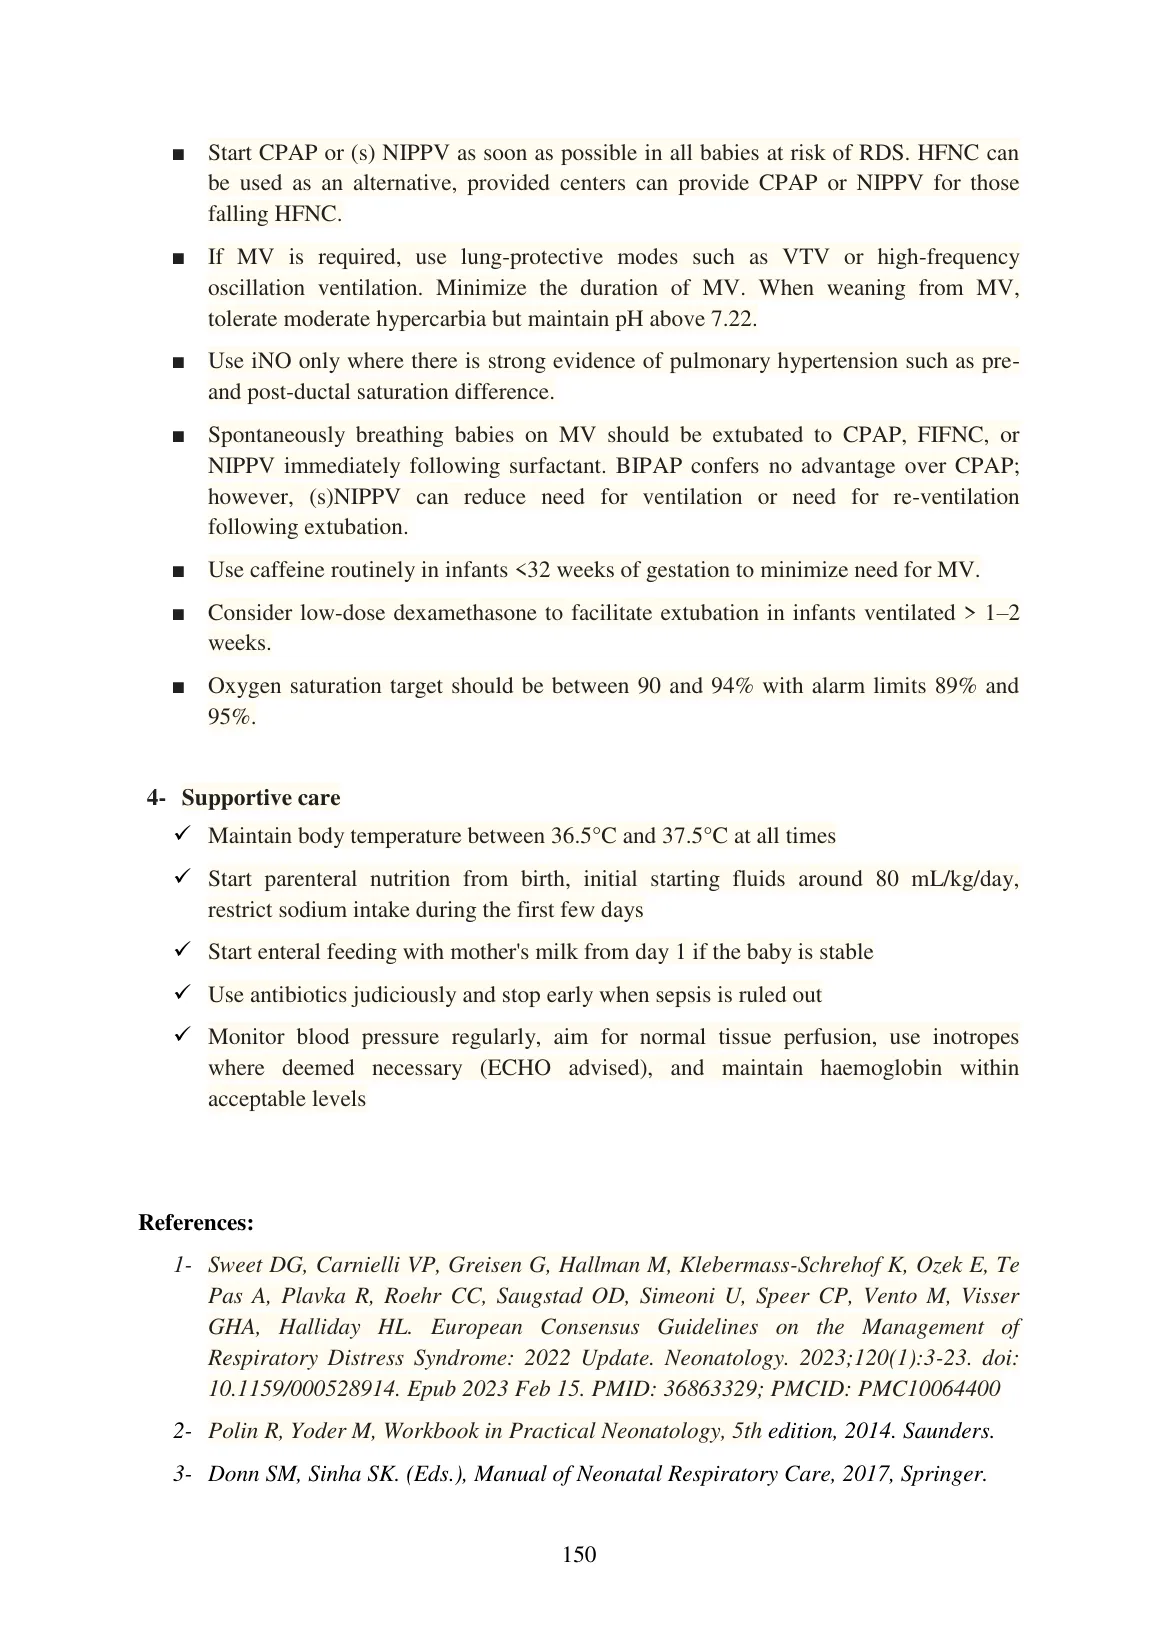 ■ Start CPAP or (s) NIPPV as soon as possible in all babies at risk of RDS. HFNC can
be used as an alternative, provided centers can provide CPAP or NIPPV for those
falling HFNC.
■ If MV is required, use lung-protective modes such as VTV or high-frequency
oscillation ventilation. Minimize the duration of MV. When weaning from MV,
tolerate moderate hypercarbia but maintain pH above 7.22.
■ Use iNO only where there is strong evidence of pulmonary hypertension such as pre-
and post-ductal saturation difference.
■ Spontaneously breathing babies on MV should be extubated to CPAP, FIFNC, or
NIPPV immediately following surfactant. BIPAP confers no advantage over CPAP;
however, (s)NIPPV can reduce need for ventilation or need for re-ventilation
following extubation.
■ Use caffeine routinely in infants <32 weeks of gestation to minimize need for MV.
■ Consider low-dose dexamethasone to facilitate extubation in infants ventilated > 1–2
weeks.
■ Oxygen saturation target should be between 90 and 94% with alarm limits 89% and
95%.
4- Supportive care
✓ Maintain body temperature between 36.5°C and 37.5°C at all times
✓ Start parenteral nutrition from birth, initial starting fluids around 80 mL/kg/day,
restrict sodium intake during the first few days
✓ Start enteral feeding with mother's milk from day 1 if the baby is stable
✓ Use antibiotics judiciously and stop early when sepsis is ruled out
✓ Monitor blood pressure regularly, aim for normal tissue perfusion, use inotropes
where deemed necessary (ECHO advised), and maintain haemoglobin within
acceptable levels
References:
1- Sweet DG, Carnielli VP, Greisen G, Hallman M, Klebermass-Schrehof K, Ozek E, Te
Pas A, Plavka R, Roehr CC, Saugstad OD, Simeoni U, Speer CP, Vento M, Visser
GHA, Halliday HL. European Consensus Guidelines on the Management of
Respiratory Distress Syndrome: 2022 Update. Neonatology. 2023;120(1):3-23. doi:
10.1159/000528914. Epub 2023 Feb 15. PMID: 36863329; PMCID: PMC10064400
2- Polin R, Yoder M, Workbook in Practical Neonatology, 5th edition, 2014. Saunders.
3- Donn SM, Sinha SK. (Eds.), Manual of Neonatal Respiratory Care, 2017, Springer.
150